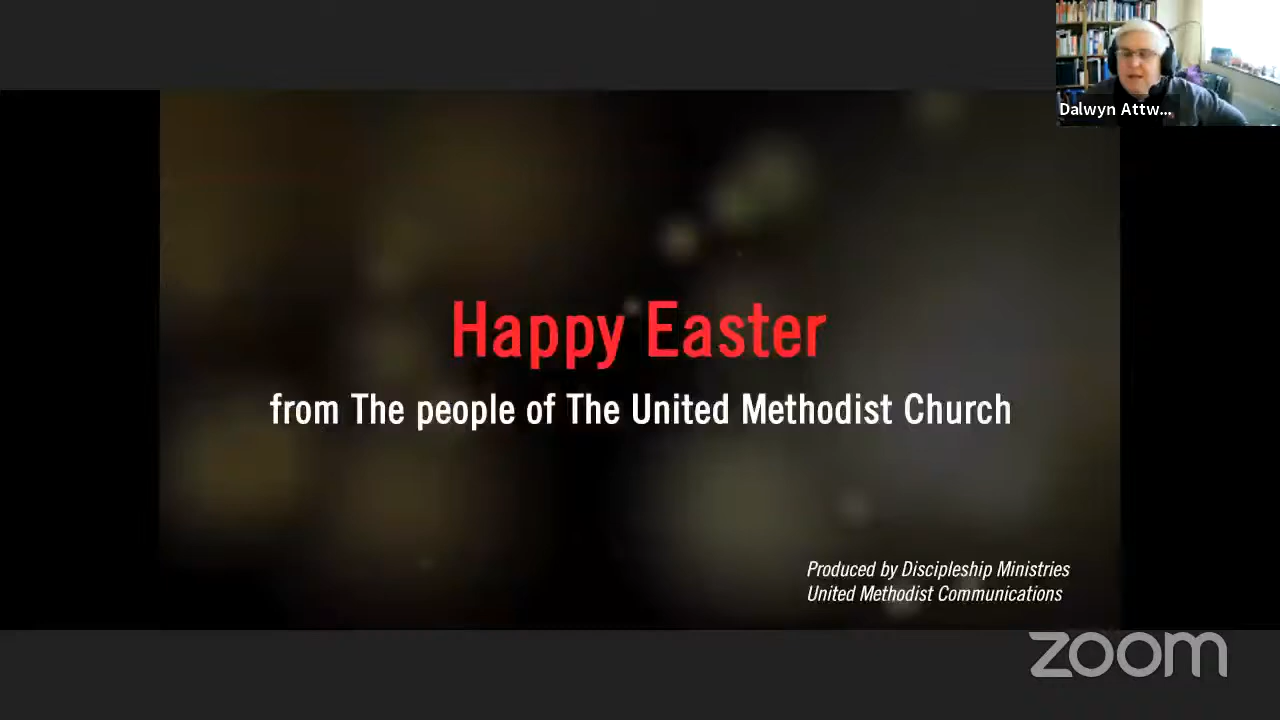 Dalwyn Attw...
Happy Easter
from The people of The United Methodist Church
Produced by Discipleship Ministries
United Methodist Communications
zoom